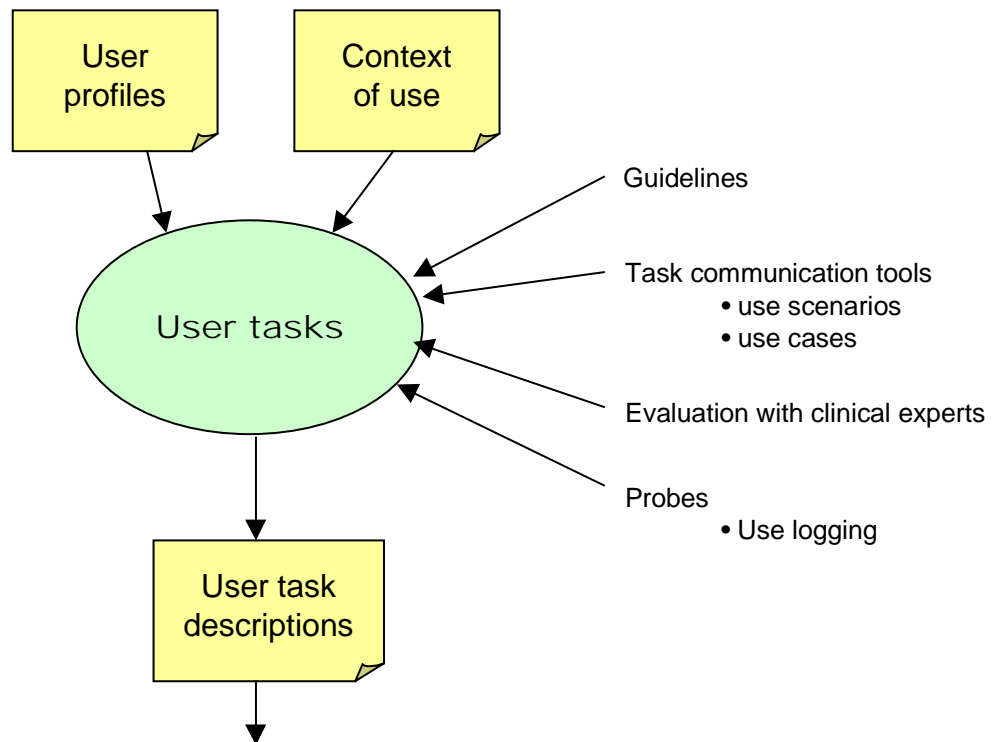 User
profiles
Context
of use
Guidelines
Task communication tools
• use scenarios
• use cases
User tasks
Evaluation with clinical experts
Probes
• Use logging
User task
descriptions